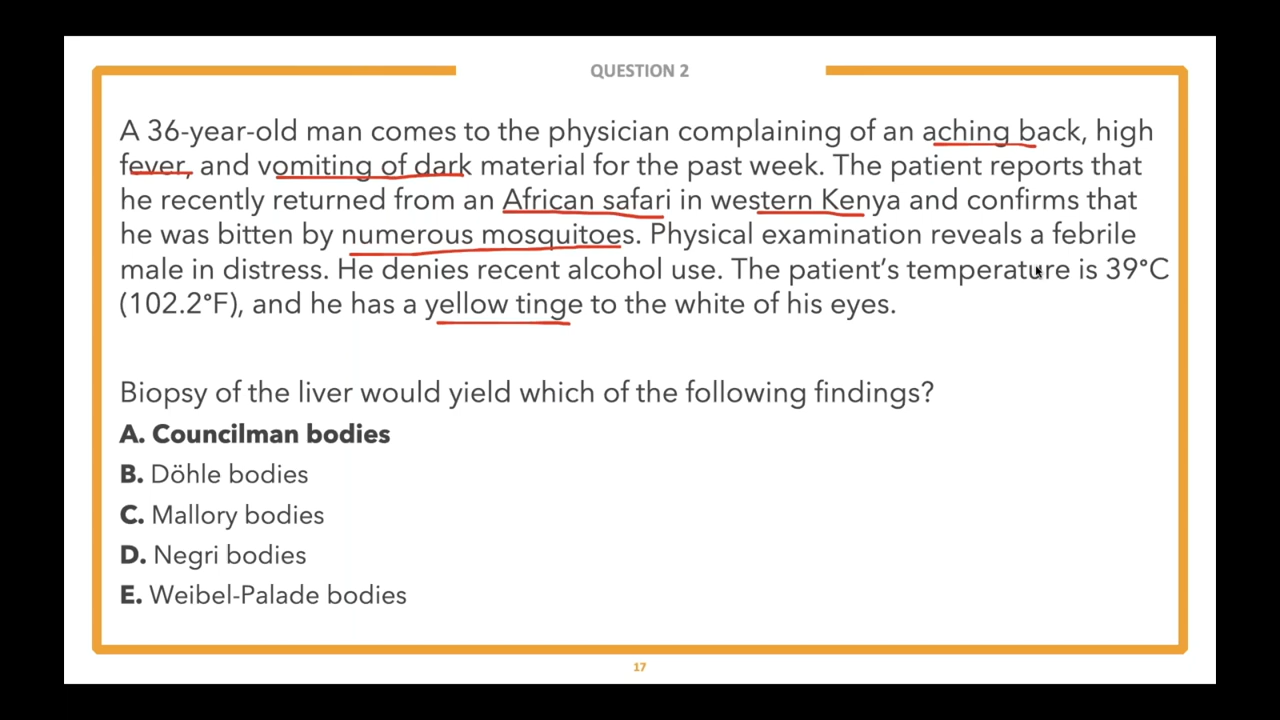 QUESTION 2
A 36-year-old man comes to the physician complaining of an aching back, high
fever, and vomiting of dark material for the past week. The patient reports that
he recently returned from an African safari in western Kenya and confirms that
he was bitten by numerous mosquitoes. Physical examination reveals a febrile
male in distress. He denies recent alcohol use. The patient’s temperature is 39°C
(102.2°F), and he has a yellow tinge to the white of his eyes.
Biopsy of the liver would yield which of the following findings?
A. Councilman bodies
B. Döhle bodies
C. Mallory bodies
D. Negri bodies
E. Weibel-Palade bodies
17